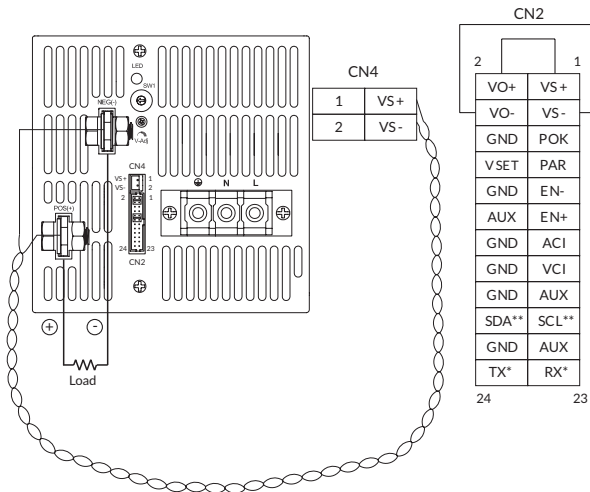 CN2
CN4
2 1
VO+ VS+
VO- VS-
GND POK
VSET PAR
GND EN-
AUX EN+
GND ACI
GND VCI
GND AUX
SDA** SCL**
GND AUX
TX* RX*
24 23
1 VS+
2 VS-
LED
SW1
NEG(-)
V-Adj
CN4
VS+ 1
VS- 2
2 1
N L
POS(+)
24 23
CN2
+ -
Load